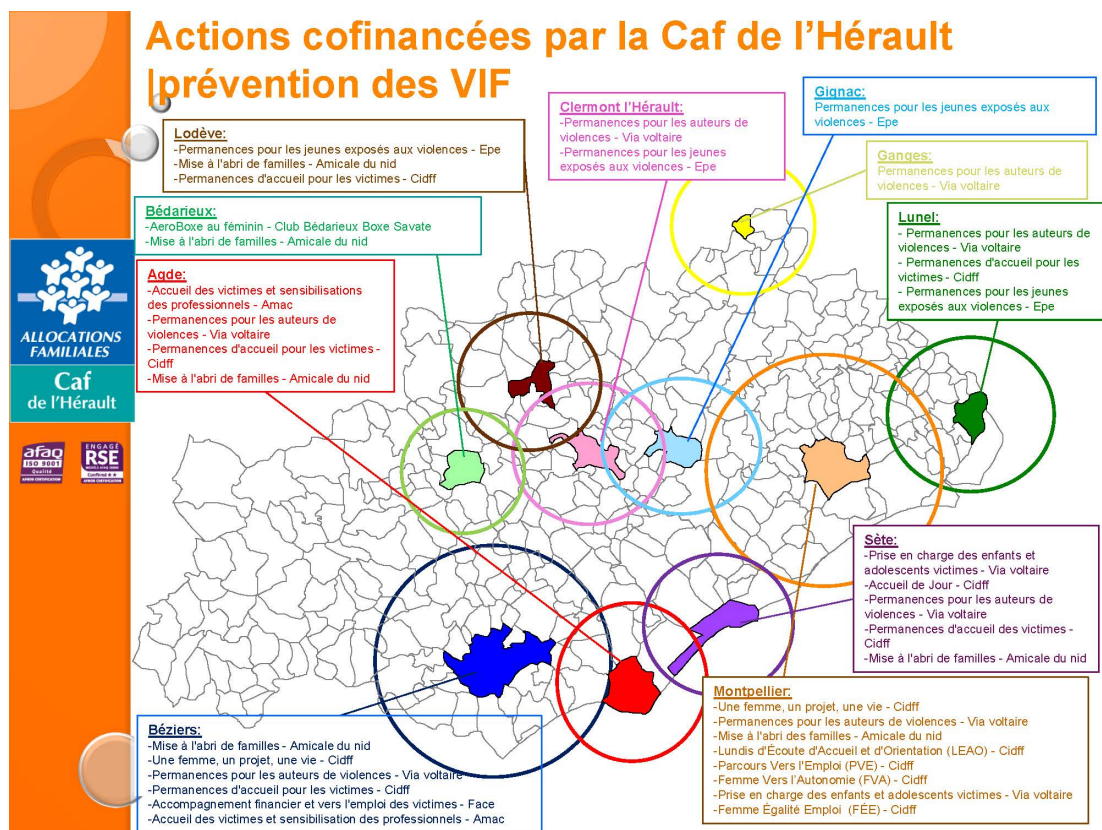 Actions cofinancées par la Caf de l'Hérault
|prévention des VIF
Lodève:
-Permanences pour les jeunes exposés aux violences - Epe
-Mise à l'abri de familles - Amicale du nid
-Permanences d'accueil pour les victimes - Cidff
Clermont l'Hérault:
-Permanences pour les auteurs de
violences - Via voltaire
-Permanences pour les jeunes
exposés aux violences - Epe
Gignac:
Permanences pour les jeunes exposés aux
violences - Epe
Ganges:
Permanences pour les auteurs de
violences - Via voltaire
Bédarieux:
-AeroBoxe au féminin - Club Bédarieux Boxe Savate
-Mise à l'abri de familles - Amicale du nid
Lunel:
- Permanences pour les auteurs de
violences - Via voltaire
- Permanences d'accueil pour les
victimes - Cidff
- Permanences pour les jeunes
exposés aux violences - Epe
Agde:
-Accueil des victimes et sensibilisations
des professionnels - Amac
-Permanences pour les auteurs de
violences - Via voltaire
-Permanences d'accueil pour les victimes -
Cidff
-Mise à l'abri de familles - Amicale du nid
ALLOCATIONS
FAMILIALES
Caf
de l'Hérault
afaq
ISO 9001
Qualité
AFNOR CERTIFICATION
ENGAGÉ
RSE
Confirmé ★★
AFNOR CERTIFICATION
Sète:
-Prise en charge des enfants et
adolescents victimes - Via voltaire
-Accueil de Jour - Cidff
-Permanences pour les auteurs de
violences - Via voltaire
-Permanences d'accueil des victimes -
Cidff
-Mise à l'abri de familles - Amicale du nid
Montpellier:
-Une femme, un projet, une vie - Cidff
-Permanences pour les auteurs de violences - Via voltaire
-Mise à l'abri des familles - Amicale du nid
-Lundis d'Écoute d'Accueil et d'Orientation (LEAO) - Cidff
-Parcours Vers l'Emploi (PVE) - Cidff
-Femme Vers l'Autonomie (FVA) - Cidff
-Prise en charge des enfants et adolescents victimes - Via voltaire
-Femme Égalité Emploi (FÉE) - Cidff
Béziers:
-Mise à l'abri de familles - Amicale du nid
-Une femme, un projet, une vie - Cidff
-Permanences pour les auteurs de violences - Via voltaire
-Permanences d'accueil pour les victimes - Cidff
-Accompagnement financier et vers l'emploi des victimes - Face
-Accueil des victimes et sensibilisation des professionnels - Amac